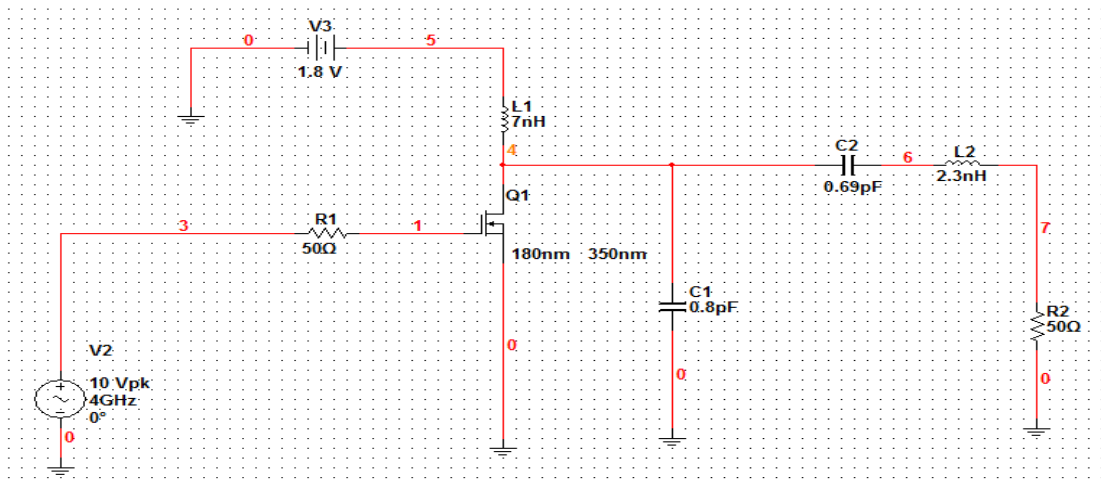 V3
0
5
1.8 V
L1
7nH
4
C2
6
L2
0.69pF
2.3nH
Q1
3
R1
1
7
50Ω
180nm 350nm
C1
0.8pF
R2
50Ω
0
V2
0
0
10 Vpk
4GHz
0°
0